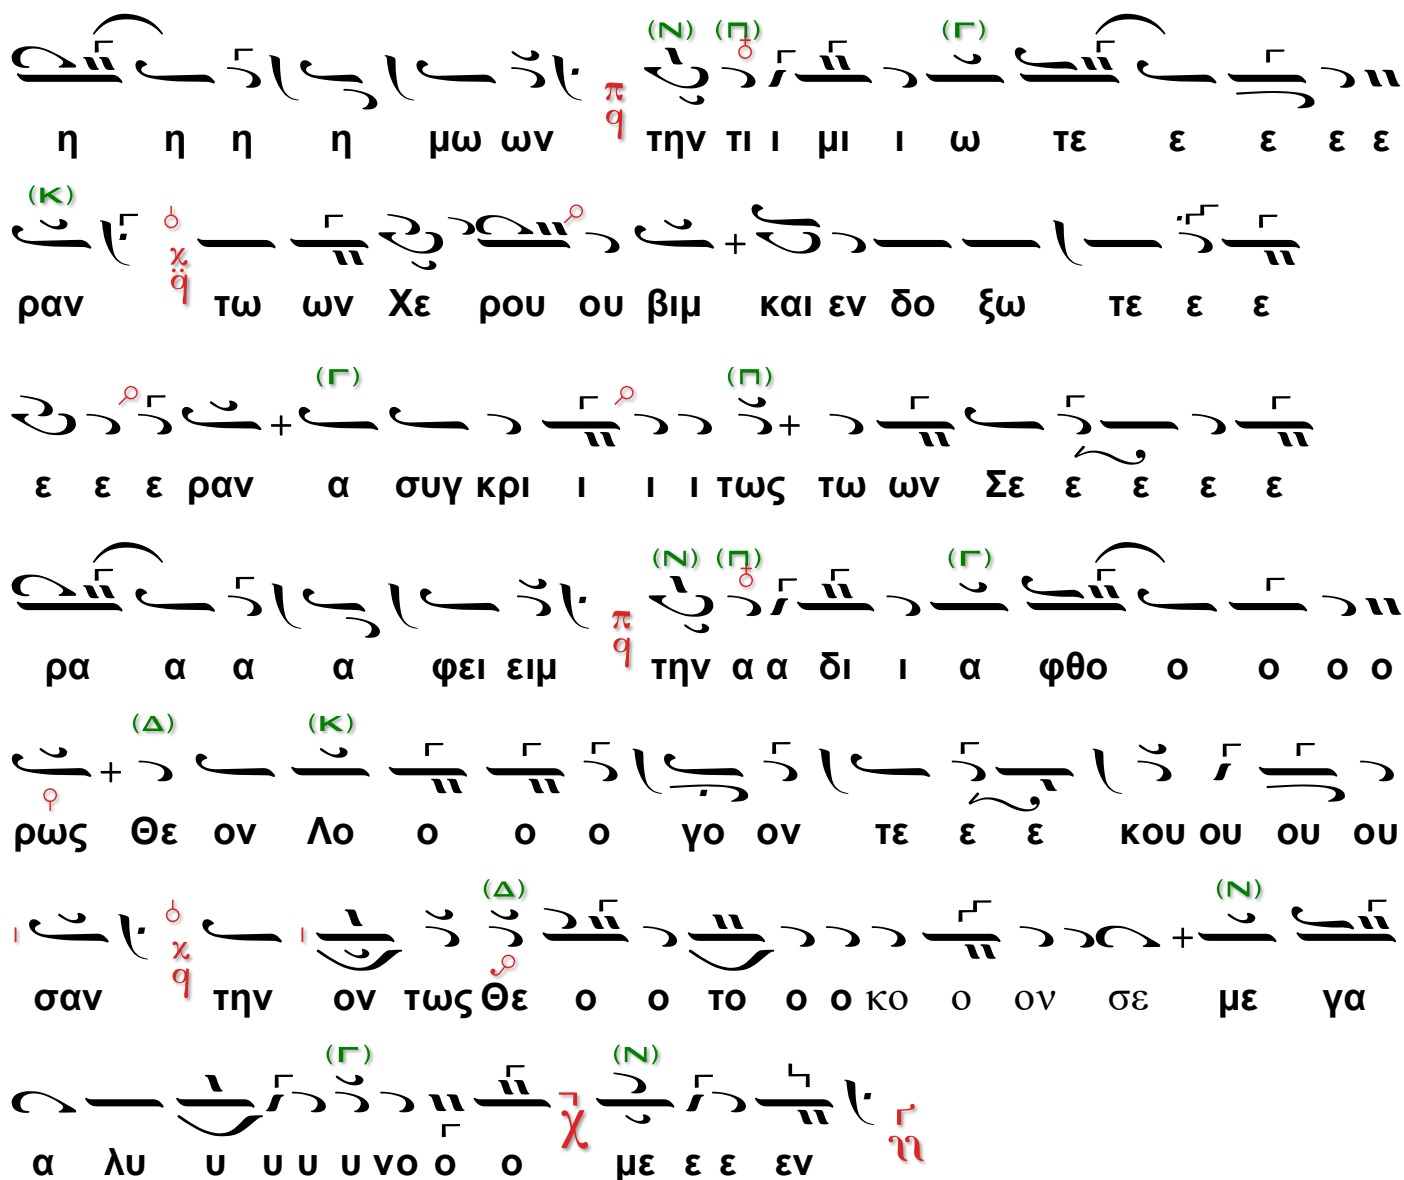 (Ν) (Π) (Γ)
π q
η η η η μω ων την τι ι μι ι ω τε ε ε ε ε
(Κ)
χ q
ραν τω ων Χε ρου ου βιμ και εν δο ξω τε ε ε
(Γ) (Π)
ε ε ε ραν α συγ κρι ι ι ι τως τω ων Σε ε ε ε ε
(Ν) (Π) (Γ)
π q
ρα α α α φει ειμ την α α δι ι α φθο ο ο ο ο
(Δ) (Κ)
ρως Θε ον Λο ο ο ο γο ον τε ε ε κου ου ου ου
(Δ) (Ν)
χ q
σαν την ον τως Θε ο ο το ο ο κο ο ον σε με γα
(Γ) (Ν)
χ
α λυ υ υ υ υ νο ο ο με ε ε εν